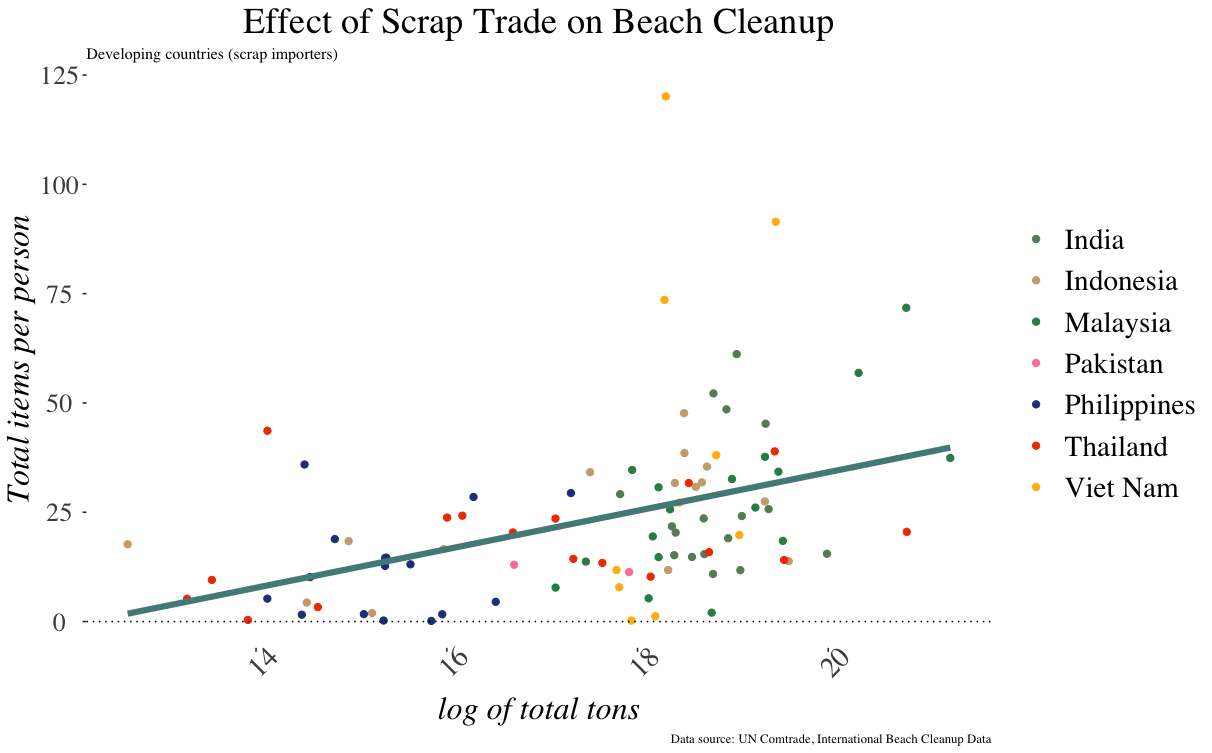 Effect of Scrap Trade on Beach Cleanup
Developing countries (scrap importers)
125
100
75
50
25
0
Total items per person
14
16
18
20
log of total tons
India
Indonesia
Malaysia
Pakistan
Philippines
Thailand
Viet Nam
Data source: UN Comtrade, International Beach Cleanup Data